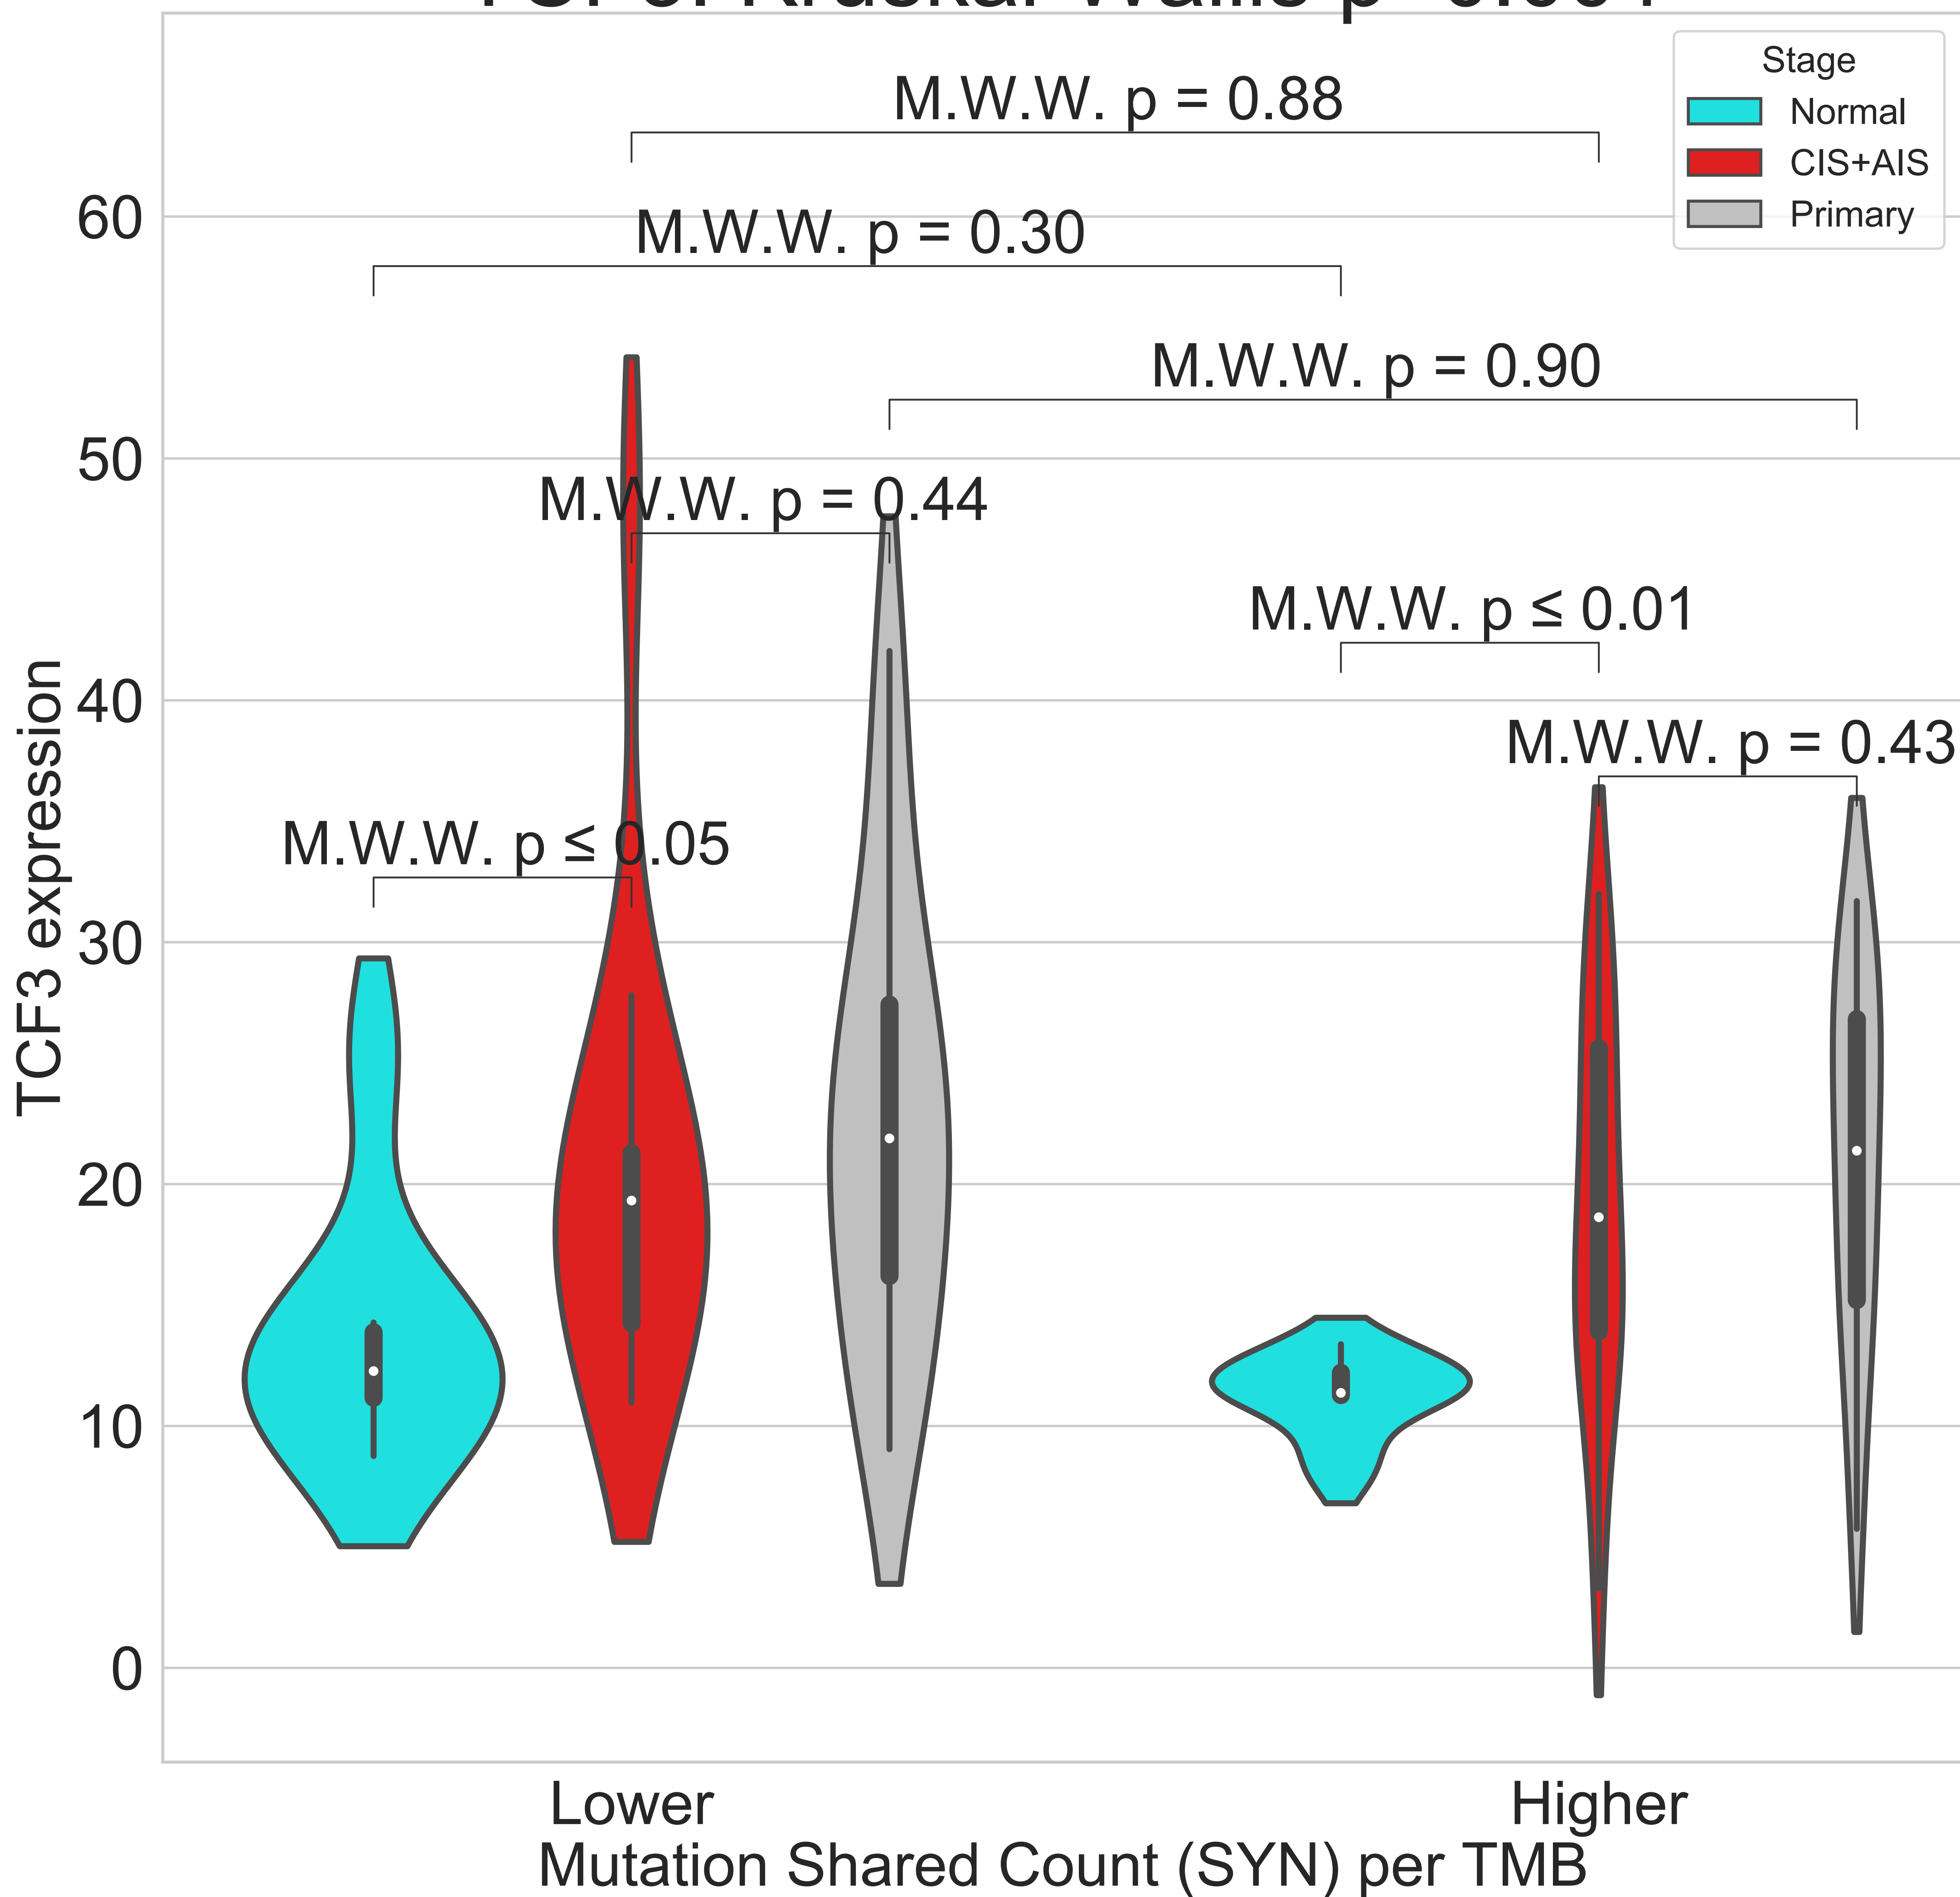 Stage
Normal
CIS+AIS
Primary
M.W.W. p = 0.88
60
M.W.W. p = 0.30
M.W.W. p = 0.90
50
M.W.W. p = 0.44
M.W.W. p ≤ 0.01
40
M.W.W. p = 0.43
M.W.W. p ≤ 0.05
30
TCF3 expression
20
10
0
Lower
Higher
Mutation Shared Count (SYN) per TMB